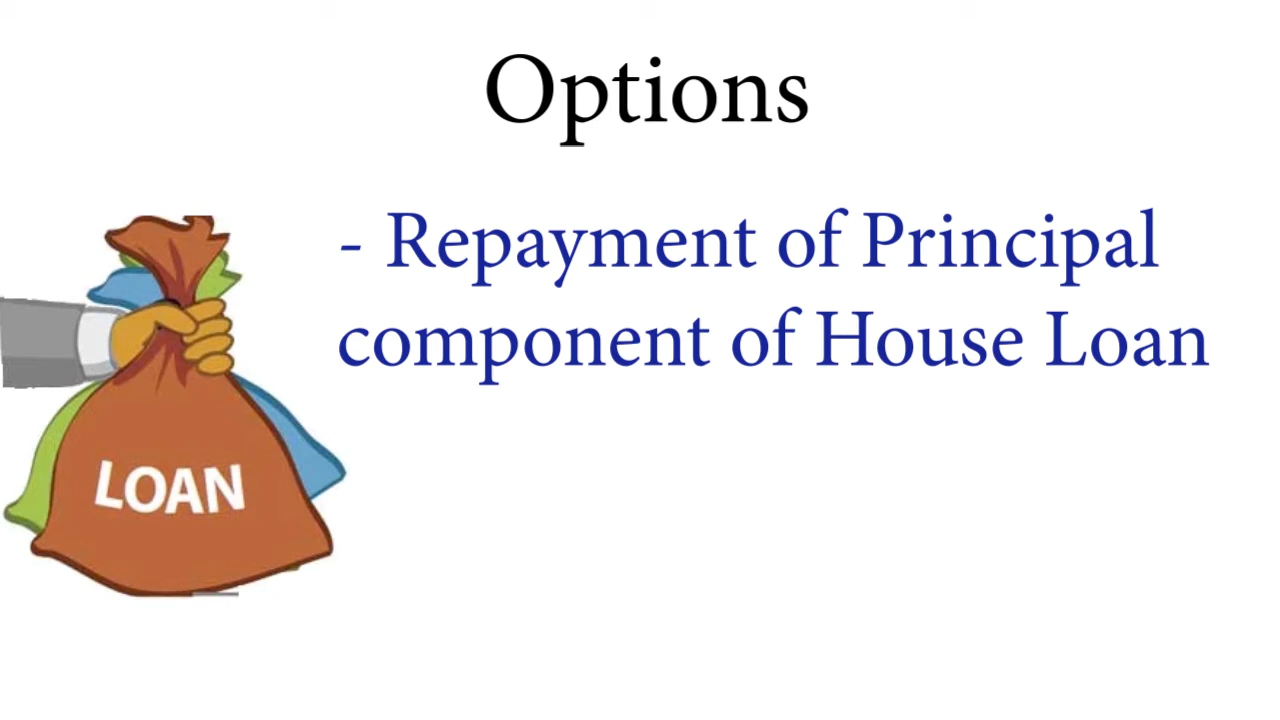 Options
- Repayment of Principal
component of House Loan
LOAN